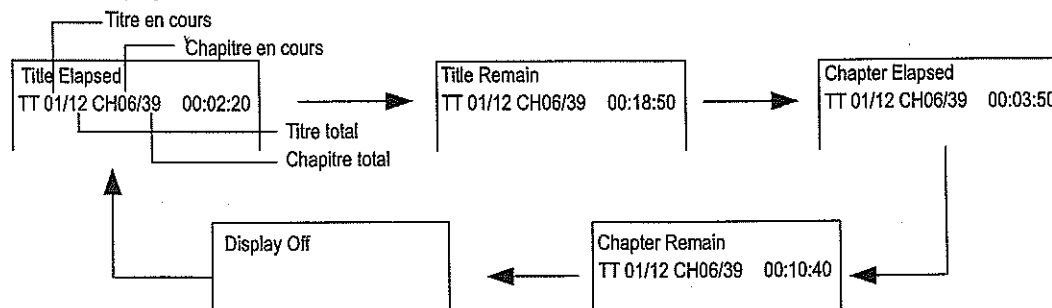 Titre en cours
Chapitre en cours
Title Elapsed
TT 01/12 CH06/39 00:02:20
Titre total
Chapitre total
Title Remain
TT 01/12 CH06/39 00:18:50
Chapter Elapsed
TT 01/12 CH06/39 00:03:50
Chapter Remain
TT 01/12 CH06/39 00:10:40
Display Off